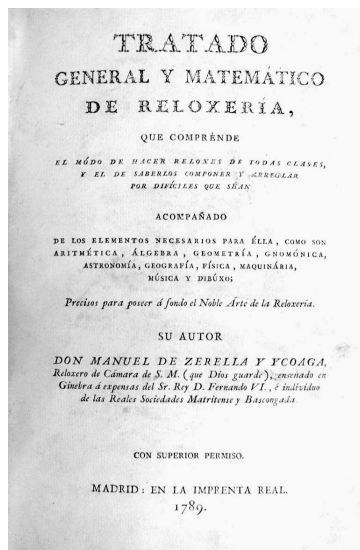 TRATADO
GENERAL Y MATEMÁTICO
DE RELOXERÍA,
QUE COMPRÉNDE
EL MÓDO DE HACER RELOXES DE TODAS CLASES,
Y EL DE SABERLOS COMPONER Y ARREGLAR
POR DIFÍCILES QUE SEAN
ACOMPAÑADO
DE LOS ELEMENTOS NECESARIOS PARA ÉLLA, COMO SON
ARITMÉTICA, ÁLGEBRA, GEOMETRÍA, GNOMÓNICA,
ASTRONOMÍA, GEOGRAFÍA, FÍSICA, MAQUINÁRIA,
MÚSICA Y DIBÚXO;
Precisos para poseer á fondo el Noble Árte de la Reloxería.
SU AUTOR
DON MANUEL DE ZERELLA Y YCOAGA,
Reloxero de Cámara de S. M. (que Dios guarde), enseñado en
Ginebra á expensas del Sr. Rey D. Fernando VI., é indivíduo
de las Reales Sociedades Matritense y Bascongada
CON SUPERIOR PERMISO.
MADRID: EN LA IMPRENTA REAL.
1789.